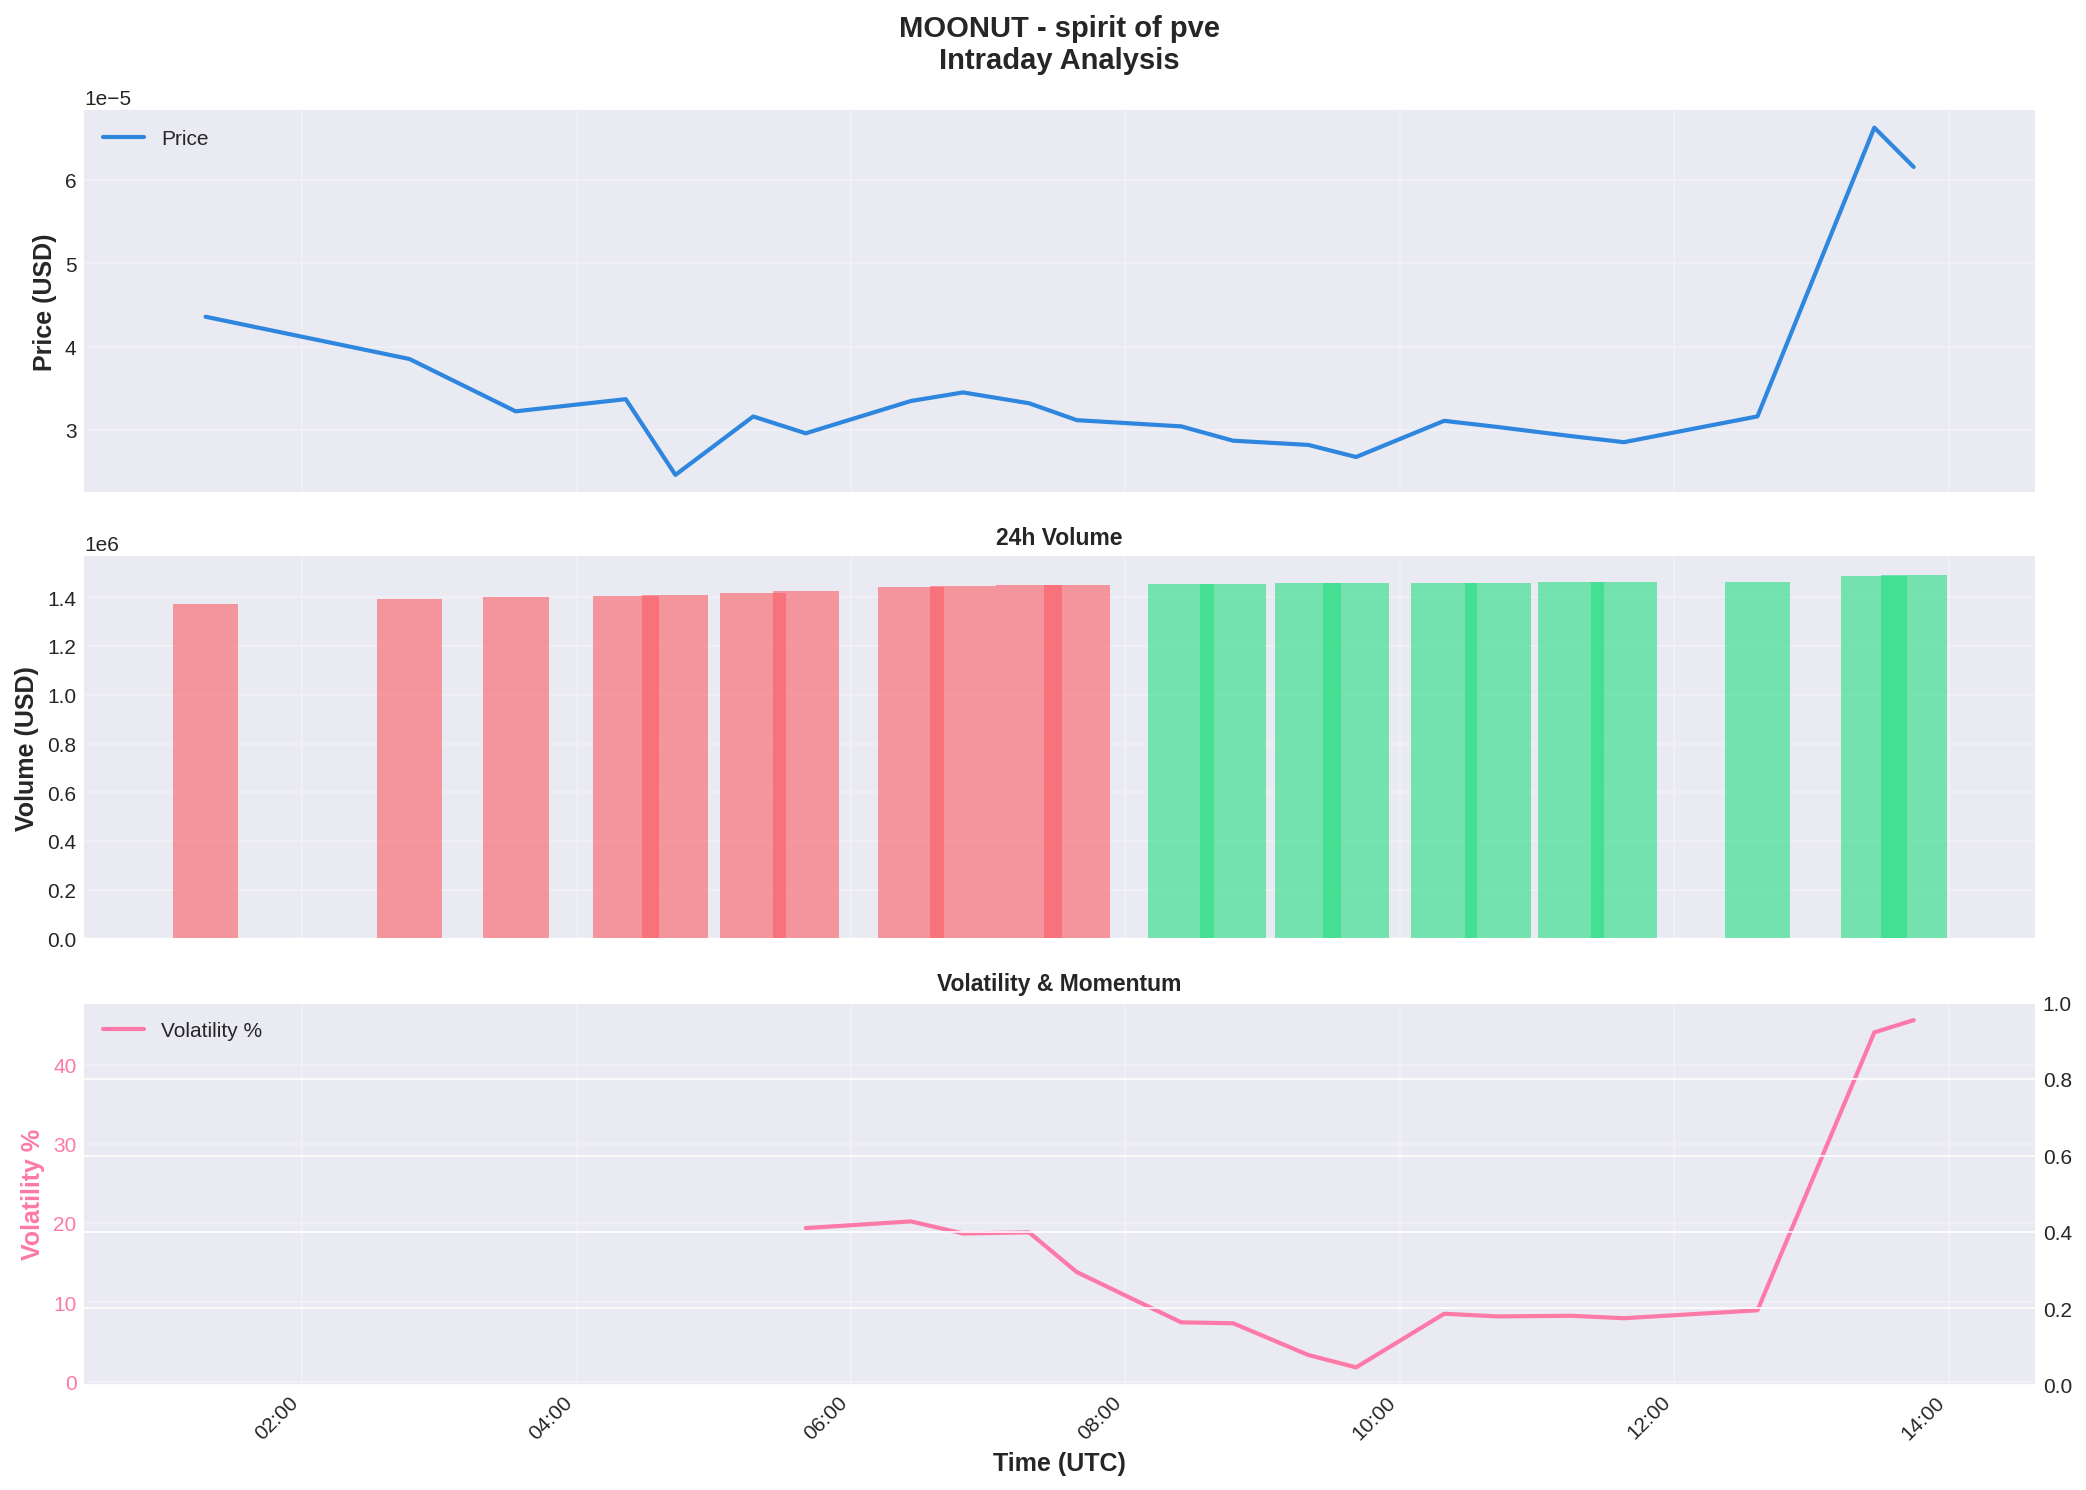 MOONUT - spirit of pve
Intraday Analysis
1e−5
Price
6
5
4
3
Price (USD)
24h Volume
1e6
1.4
1.2
1.0
0.8
0.6
0.4
0.2
0.0
Volume (USD)
Volatility & Momentum
Volatility %
40
30
20
10
0
Volatility %
1.0
0.8
0.6
0.4
0.2
0.0
02:00
04:00
06:00
08:00
10:00
12:00
14:00
Time (UTC)